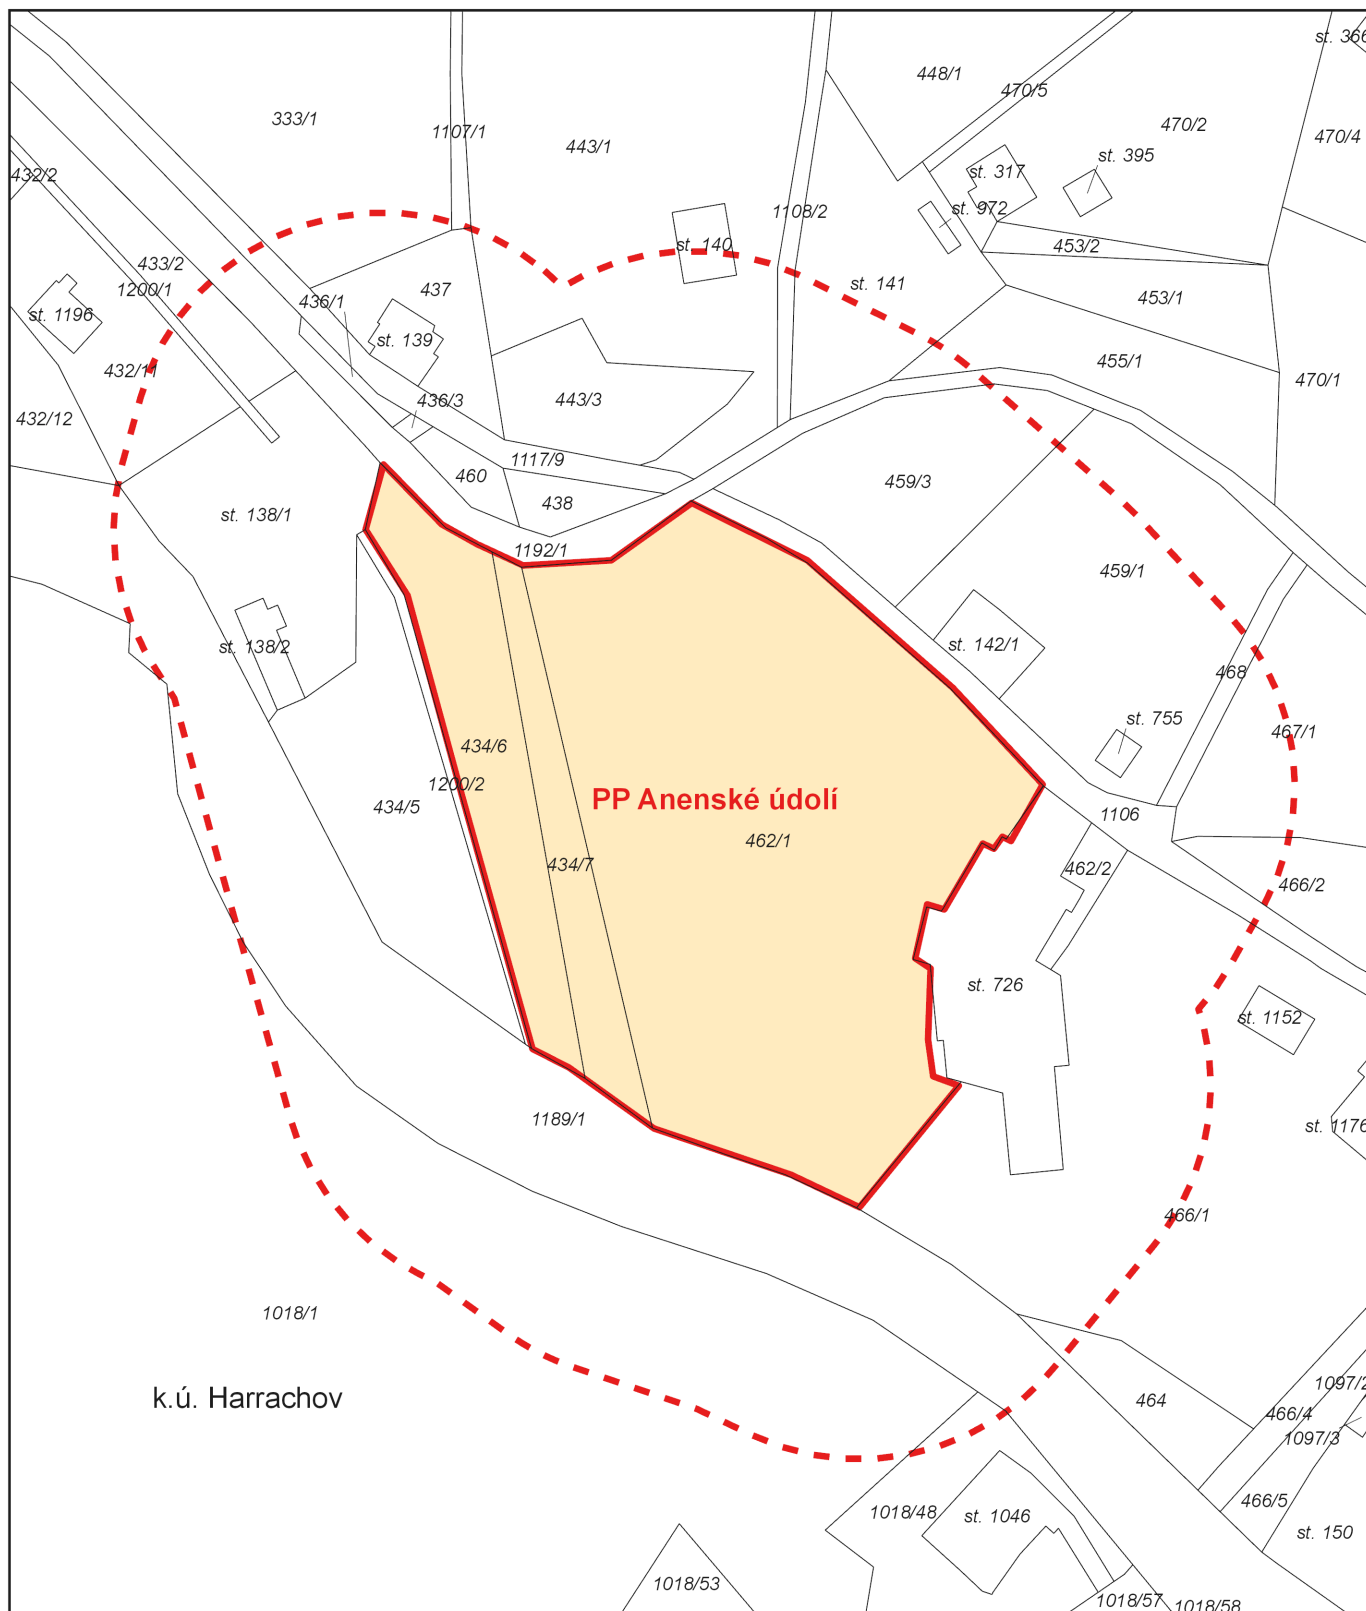 st. 366
448/1
470/5
333/1
1107/1
443/1
470/2
470/4
st. 395
432/2
st. 317
st. 972
1108/2
st. 140
453/2
433/2
1200/1
436/1
437
st. 141
453/1
st. 1196
st. 139
455/1
432/11
470/1
436/3
443/3
432/12
1117/9
460
459/3
438
st. 138/1
1192/1
459/1
st. 138/2
st. 142/1
468
st. 755
467/1
434/6
1200/2
434/5
PP Anenské údolí
462/1
1106
434/7
462/2
466/2
st. 726
st. 1152
1189/1
st. 1176
466/1
1018/1
k.ú. Harrachov
1097/2
464
466/4
1097/3
466/5
1018/48
st. 1046
st. 150
1018/53
1018/57
1018/58